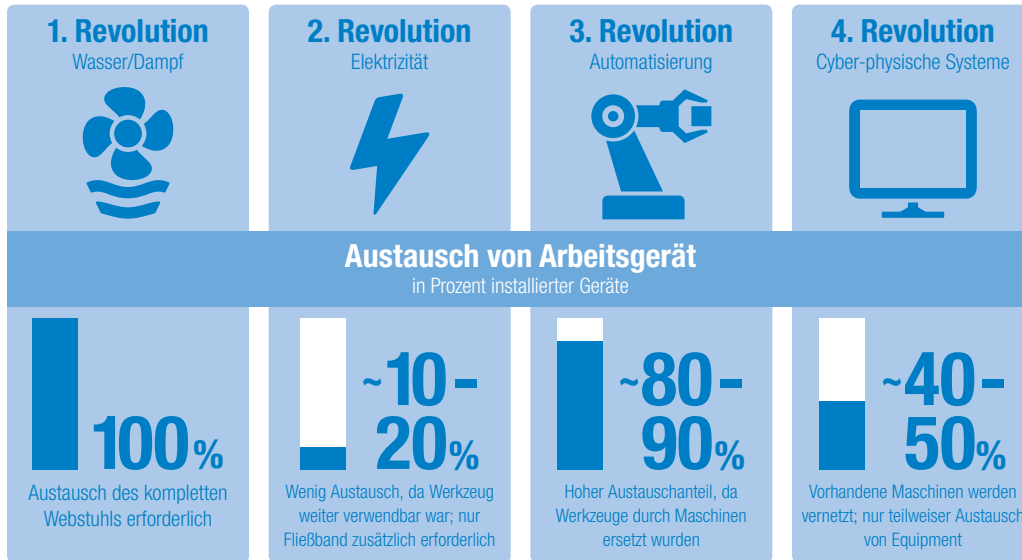 1. Revolution
Wasser/Dampf
2. Revolution
Elektrizität
3. Revolution
Automatisierung
4. Revolution
Cyber-physische Systeme
Austausch von Arbeitsgerät
in Prozent installierter Geräte
100%
Austausch des kompletten
Webstuhls erforderlich
~10–
20%
Wenig Austausch, da Werkzeug
weiter verwendbar war; nur
Fließband zusätzlich erforderlich
~80–
90%
Hoher Austauschanteil, da
Werkzeuge durch Maschinen
ersetzt wurden
~40–
50%
Vorhandene Maschinen werden
vernetzt; nur teilweiser Austausch
von Equipment